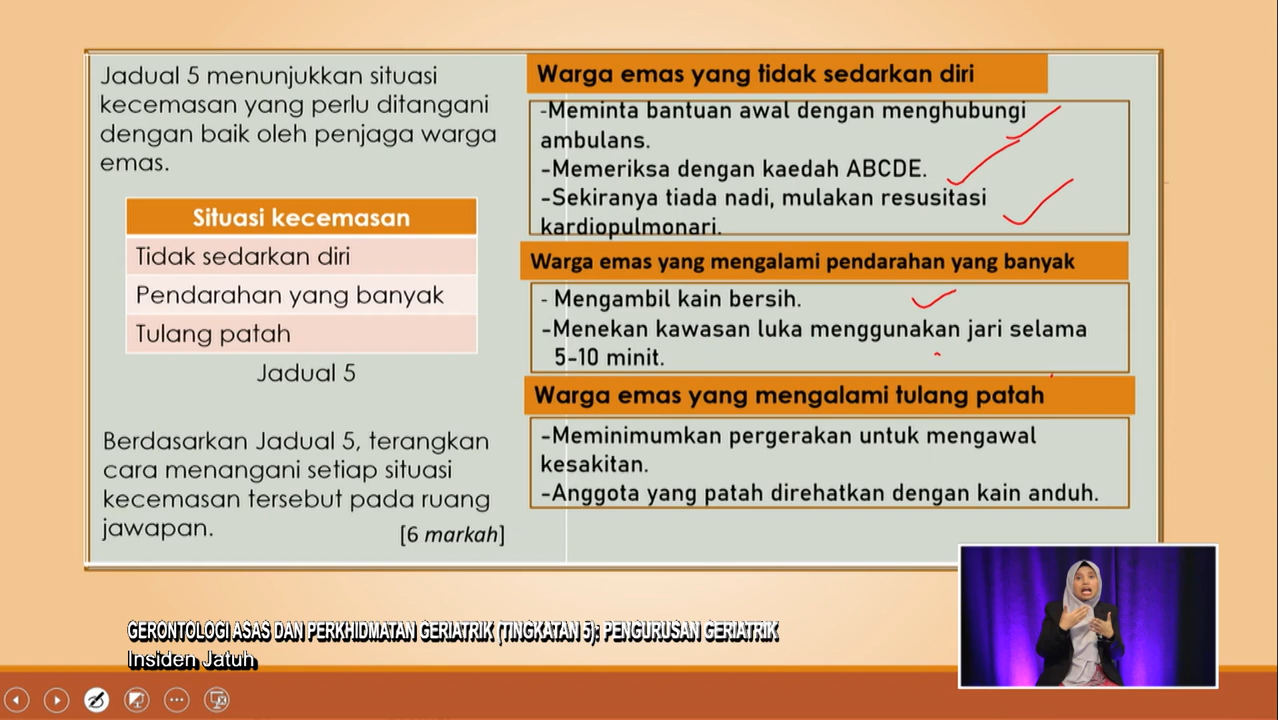 Jadual 5 menunjukkan situasi
kecemasan yang perlu ditangani
dengan baik oleh penjaga warga
emas.
Situasi kecemasan
Tidak sedarkan diri
Pendarahan yang banyak
Tulang patah
Jadual 5
Berdasarkan Jadual 5, terangkan
cara menangani setiap situasi
kecemasan tersebut pada ruang
jawapan.
[6 markah]
Warga emas yang tidak sedarkan diri
-Meminta bantuan awal dengan menghubungi
ambulans.
-Memeriksa dengan kaedah ABCDE.
-Sekiranya tiada nadi, mulakan resusitasi
kardiopulmonari.
Warga emas yang mengalami pendarahan yang banyak
- Mengambil kain bersih.
-Menekan kawasan luka menggunakan jari selama
5-10 minit.
Warga emas yang mengalami tulang patah
-Meminimumkan pergerakan untuk mengawal
kesakitan.
-Anggota yang patah direhatkan dengan kain anduh.
GERONTOLOGI ASAS DAN PERKHIDMATAN GERIATRIK (TINGKATAN 5): PENGURUSAN GERIATRIK
Insiden Jatuh